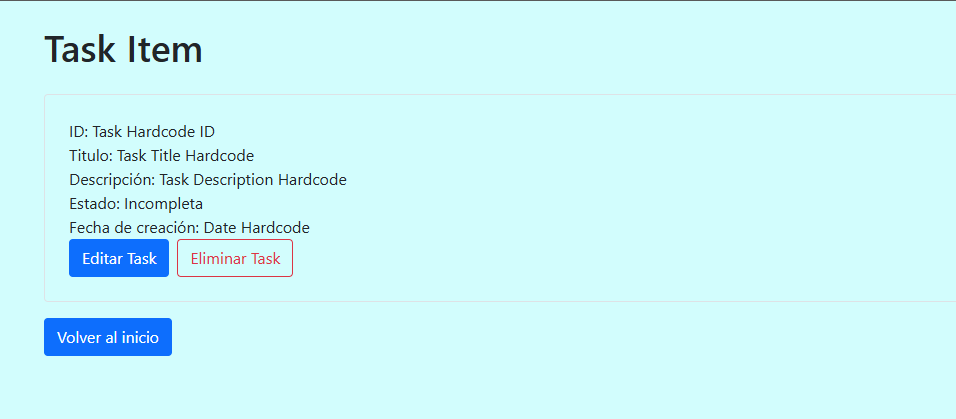 Task Item
ID: Task Hardcode ID
Titulo: Task Title Hardcode
Descripción: Task Description Hardcode
Estado: Incompleta
Fecha de creación: Date Hardcode
Editar Task Eliminar Task
Volver al inicio